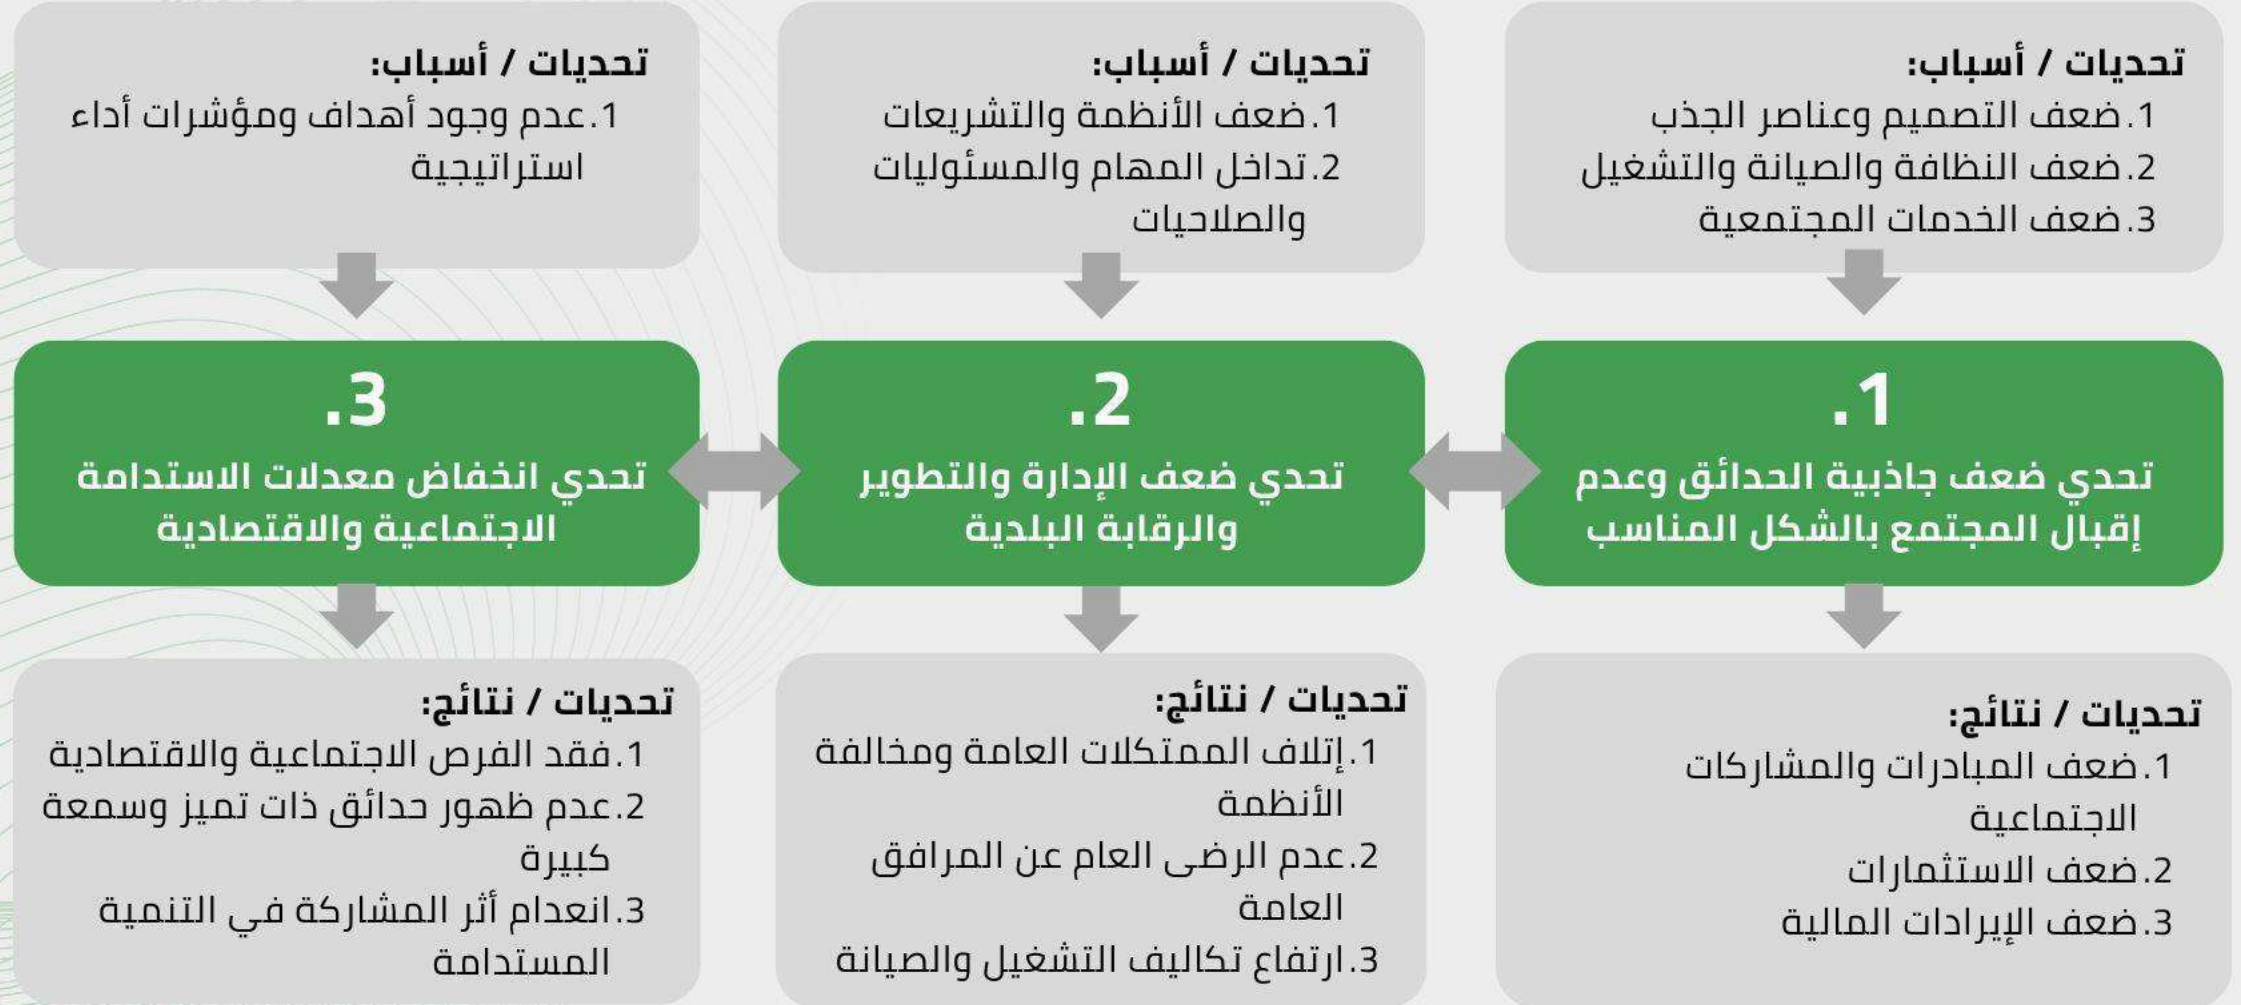 تحديات / أسباب:
1.ضعف التصميم وعناصر الجذب
2.ضعف النظافة والصيانة والتشغيل
3.ضعف الخدمات المجتمعية
تحديات / أسباب:
1.ضعف الأنظمة والتشريعات
2.تداخل المهام والمسئوليات
والصلاحيات
تحديات / أسباب:
1.عدم وجود أهداف ومؤشرات أداء
استراتيجية
1.
تحدي ضعف جاذبية الحدائق وعدم
إقبال المجتمع بالشكل المناسب
2.
تحدي ضعف الإدارة والتطوير
والرقابة البلدية
3.
تحدي انخفاض معدلات الاستدامة
الاجتماعية والاقتصادية
تحديات / نتائج:
1.ضعف المبادرات والمشاركات
الاجتماعية
2.ضعف الاستثمارات
3.ضعف الإيرادات المالية
تحديات / نتائج:
1.إتلاف الممتكلات العامة ومخالفة
الأنظمة
2.عدم الرضى العام عن المرافق
العامة
3.ارتفاع تكاليف التشغيل والصيانة
تحديات / نتائج:
1.فقد الفرص الاجتماعية والاقتصادية
2.عدم ظهور حدائق ذات تميز وسمعة
كبيرة
3.انعدام أثر المشاركة في التنمية
المستدامة